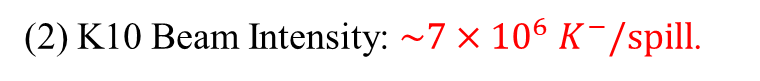 (2) K10 Beam Intensity: ~7 × 10⁶ K⁻/spill.